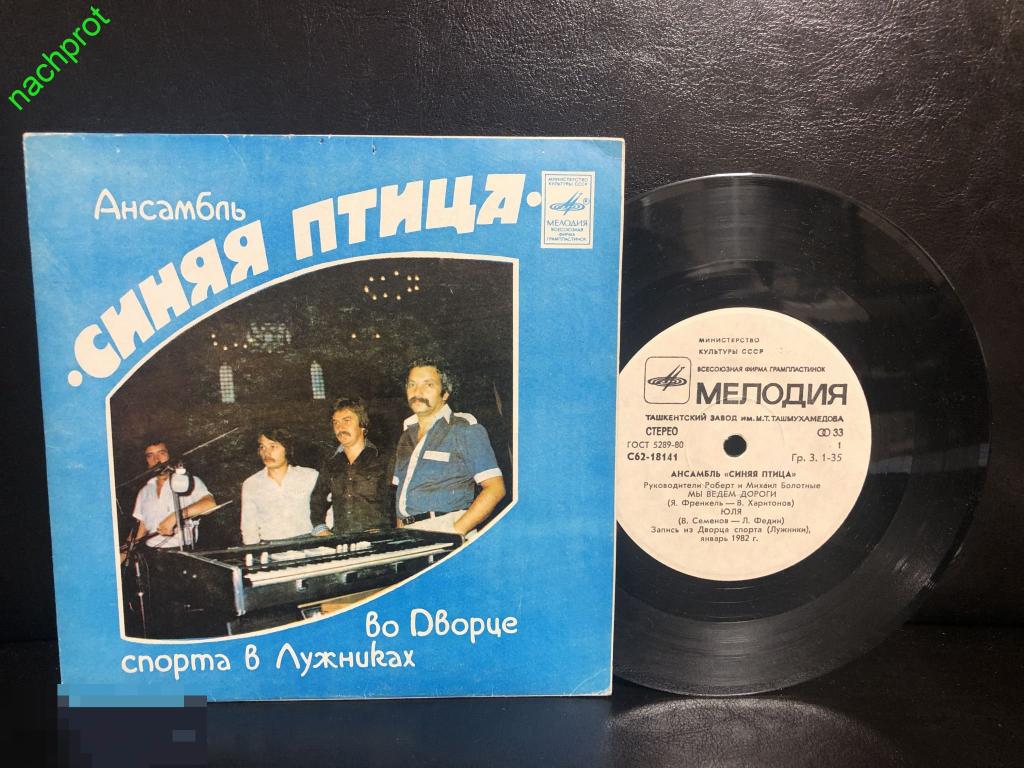 nachprot
Ансамбль
•СИНЯЯ ПТИЦА•
МИНИСТЕРСТВО
КУЛЬТУРЫ СССР
®
МЕЛОДИЯ
ВСЕСОЮЗНАЯ
ФИРМА
ГРАМПЛАСТИНОК
во Дворце
спорта в Лужниках
МИНИСТЕРСТВО
КУЛЬТУРЫ СССР
ВСЕСОЮЗНАЯ ФИРМА ГРАМПЛАСТИНОК
МЕЛОДИЯ
ТАШКЕНТСКИЙ ЗАВОД им. М.Т. ТАШМУХАМЕДОВА
СТЕРЕО 33
ГОСТ 5289-80 1
С62-18141 Гр. 3. 1-35
АНСАМБЛЬ «СИНЯЯ ПТИЦА»
Руководители Роберт и Михаил Болотные
МЫ ВЕДЕМ ДОРОГИ
(Я. Френкель — В. Харитонов)
ЮЛЯ
(В. Семенов — Л. Федин)
Запись из Дворца спорта (Лужники),
январь 1982 г.